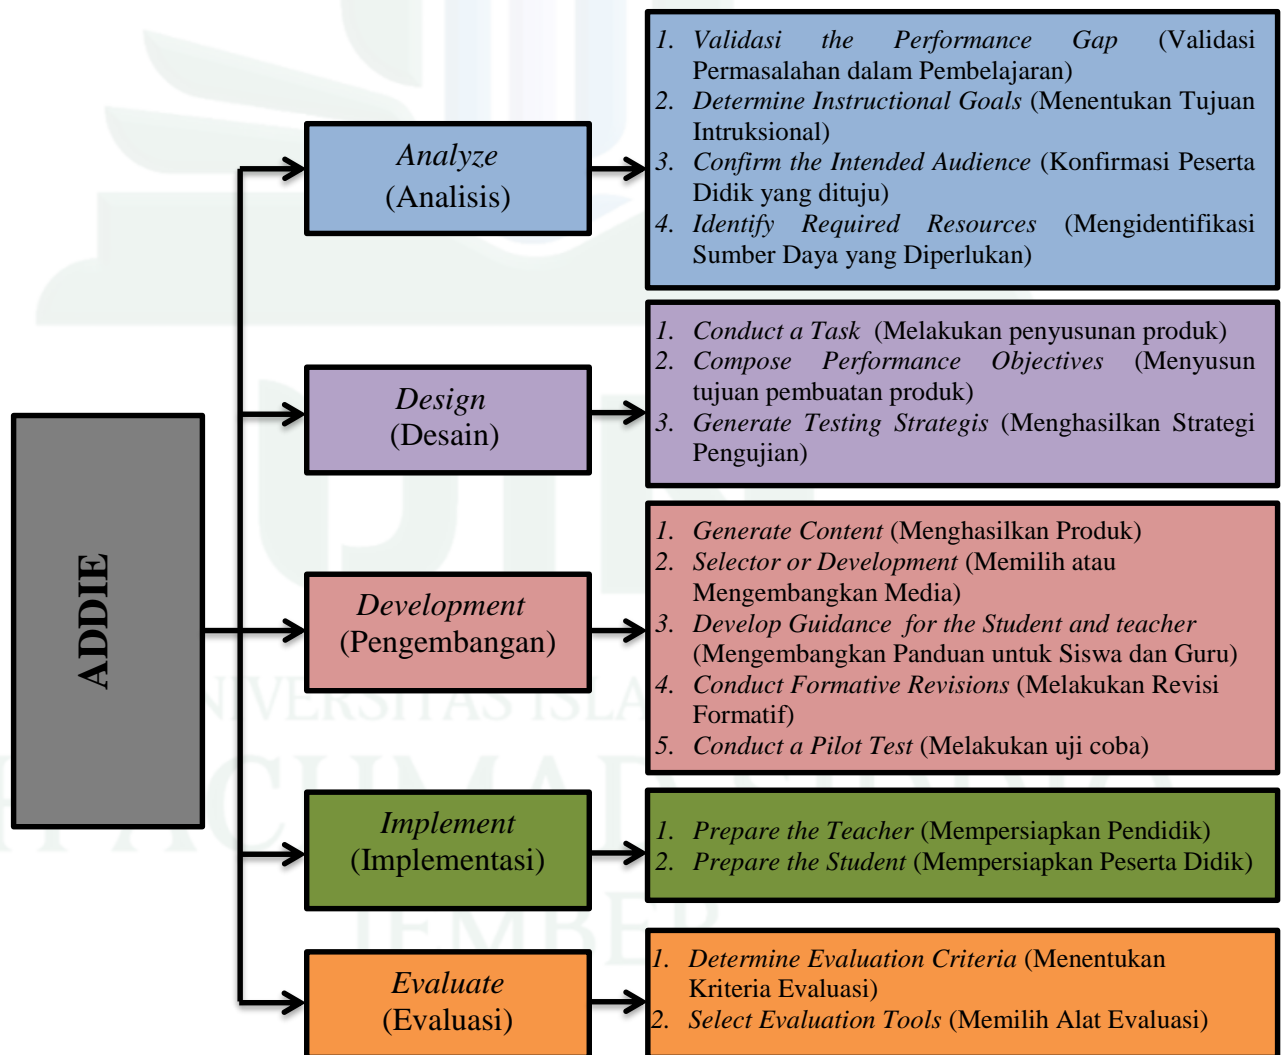 ADDIE
Analyze
(Analisis)
1. Validasi the Performance Gap (Validasi
Permasalahan dalam Pembelajaran)
2. Determine Instructional Goals (Menentukan Tujuan
Intruksional)
3. Confirm the Intended Audience (Konfirmasi Peserta
Didik yang dituju)
4. Identify Required Resources (Mengidentifikasi
Sumber Daya yang Diperlukan)
Design
(Desain)
1. Conduct a Task (Melakukan penyusunan produk)
2. Compose Performance Objectives (Menyusun
tujuan pembuatan produk)
3. Generate Testing Strategis (Menghasilkan Strategi
Pengujian)
Development
(Pengembangan)
1. Generate Content (Menghasilkan Produk)
2. Selector or Development (Memilih atau
Mengembangkan Media)
3. Develop Guidance for the Student and teacher
(Mengembangkan Panduan untuk Siswa dan Guru)
4. Conduct Formative Revisions (Melakukan Revisi
Formatif)
5. Conduct a Pilot Test (Melakukan uji coba)
Implement
(Implementasi)
1. Prepare the Teacher (Mempersiapkan Pendidik)
2. Prepare the Student (Mempersiapkan Peserta Didik)
Evaluate
(Evaluasi)
1. Determine Evaluation Criteria (Menentukan
Kriteria Evaluasi)
2. Select Evaluation Tools (Memilih Alat Evaluasi)
JEMBER